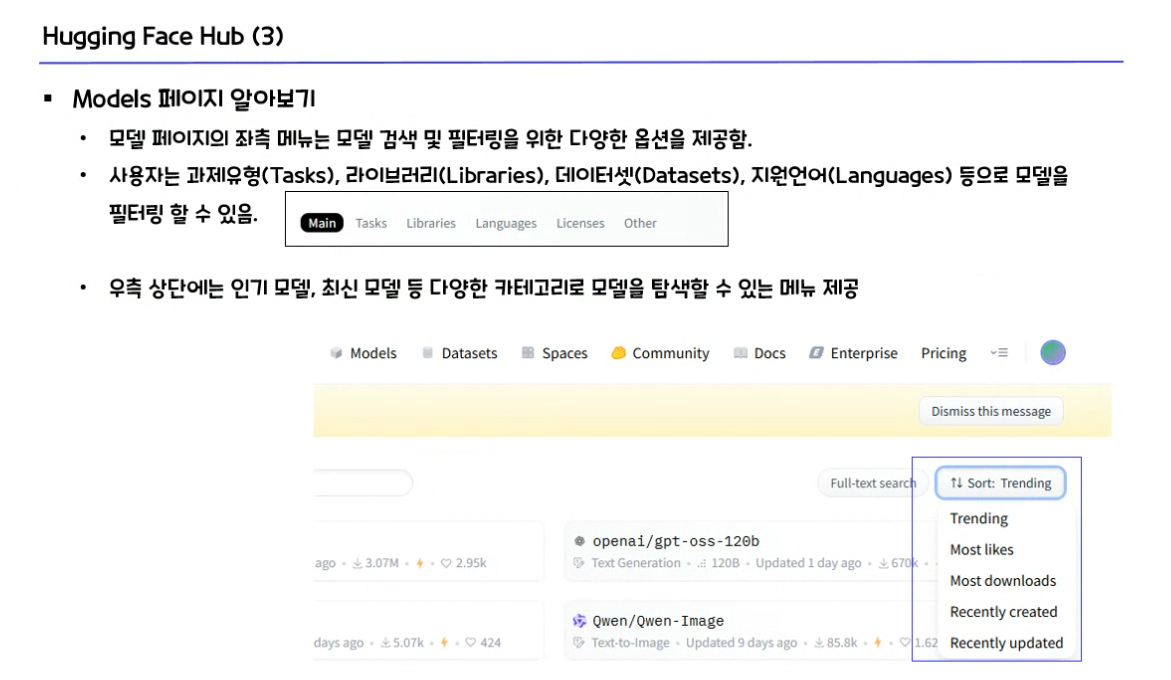 Hugging Face Hub (3)
▪ Models 페이지 알아보기
• 모델 페이지의 좌측 메뉴는 모델 검색 및 필터링을 위한 다양한 옵션을 제공함.
• 사용자는 과제유형(Tasks), 라이브러리(Libraries), 데이터셋(Datasets), 지원언어(Languages) 등으로 모델을
필터링 할 수 있음.
Main Tasks Libraries Languages Licenses Other
• 우측 상단에는 인기 모델, 최신 모델 등 다양한 카테고리로 모델을 탐색할 수 있는 메뉴 제공
Models Datasets Spaces Community Docs Enterprise Pricing
Dismiss this message
Full-text search ↑↓ Sort: Trending
Trending
Most likes
Most downloads
Recently created
Recently updated
ago • 3.07M • • 2.95k
openai/gpt-oss-120b
Text Generation • 120B • Updated 1 day ago • 670k •
days ago • 5.07k • • 424
Qwen/Qwen-Image
Text-to-Image • Updated 9 days ago • 85.8k • • 1.62